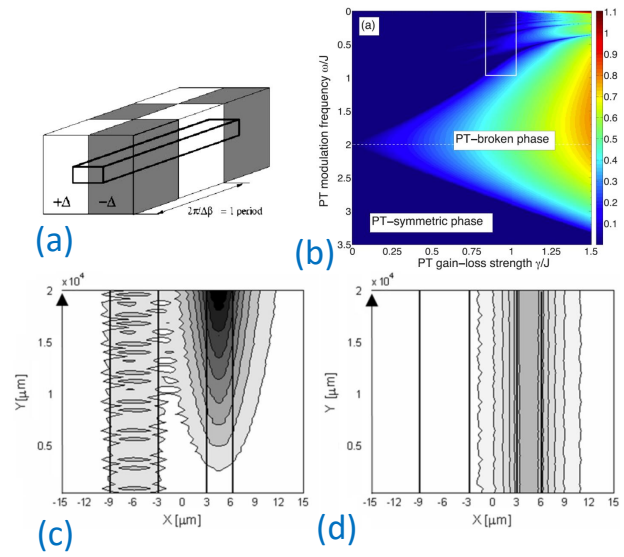 +Δ
−Δ
2π/Δβ = 1 period
(a)
(a)
PT modulation frequency ω/J
0
0.5
1
1.5
2
2.5
3
3.5
PT−broken phase
PT−symmetric phase
0
0.25
0.5
0.75
1
1.25
1.5
PT gain−loss strength γ/J
1.1
1
0.9
0.8
0.7
0.6
0.5
0.4
0.3
0.2
0.1
(b)
x 10⁴
2
1.5
1
0.5
Y[μm]
-15 -12 -9 -6 -3 0 3 6 9 12 15
X [μm]
(c)
x 10⁴
2
1.5
1
0.5
Y [μm]
-15 -12 -9 -6 -3 0 3 6 9 12 15
X [μm]
(d)